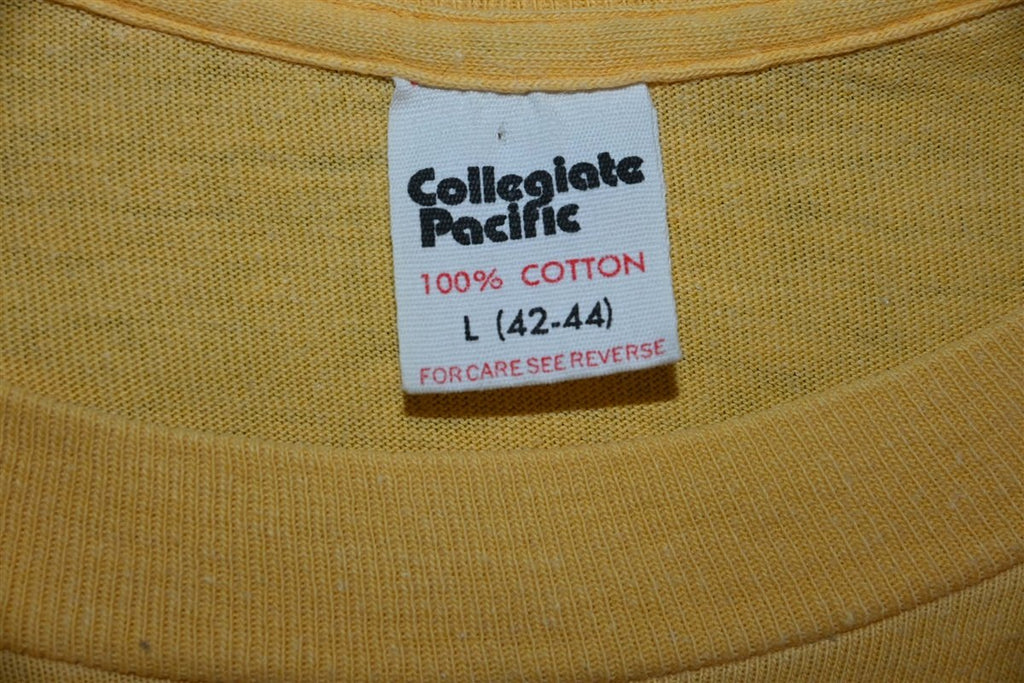 Collegiate
Pacific
100% COTTON
L (42-44)
FOR CARE SEE REVERSE